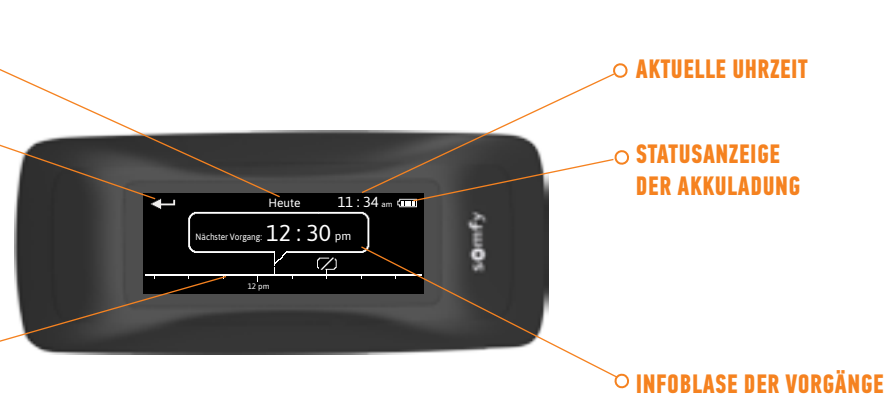 AKTUELLE UHRZEIT
STATUSANZEIGE
DER AKKULADUNG
Heute 11 : 34 am
Nächster Vorgang: 12 : 30 pm
12 pm
somfy
INFOBLASE DER VORGÄNGE